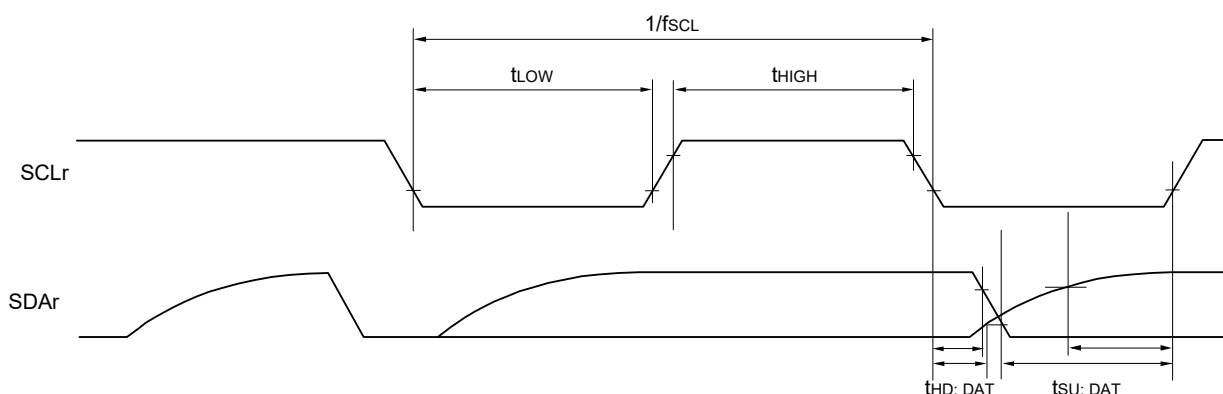 1/fSCL
tLOW
tHIGH
SCLr
SDAr
tHD: DAT
tSU: DAT